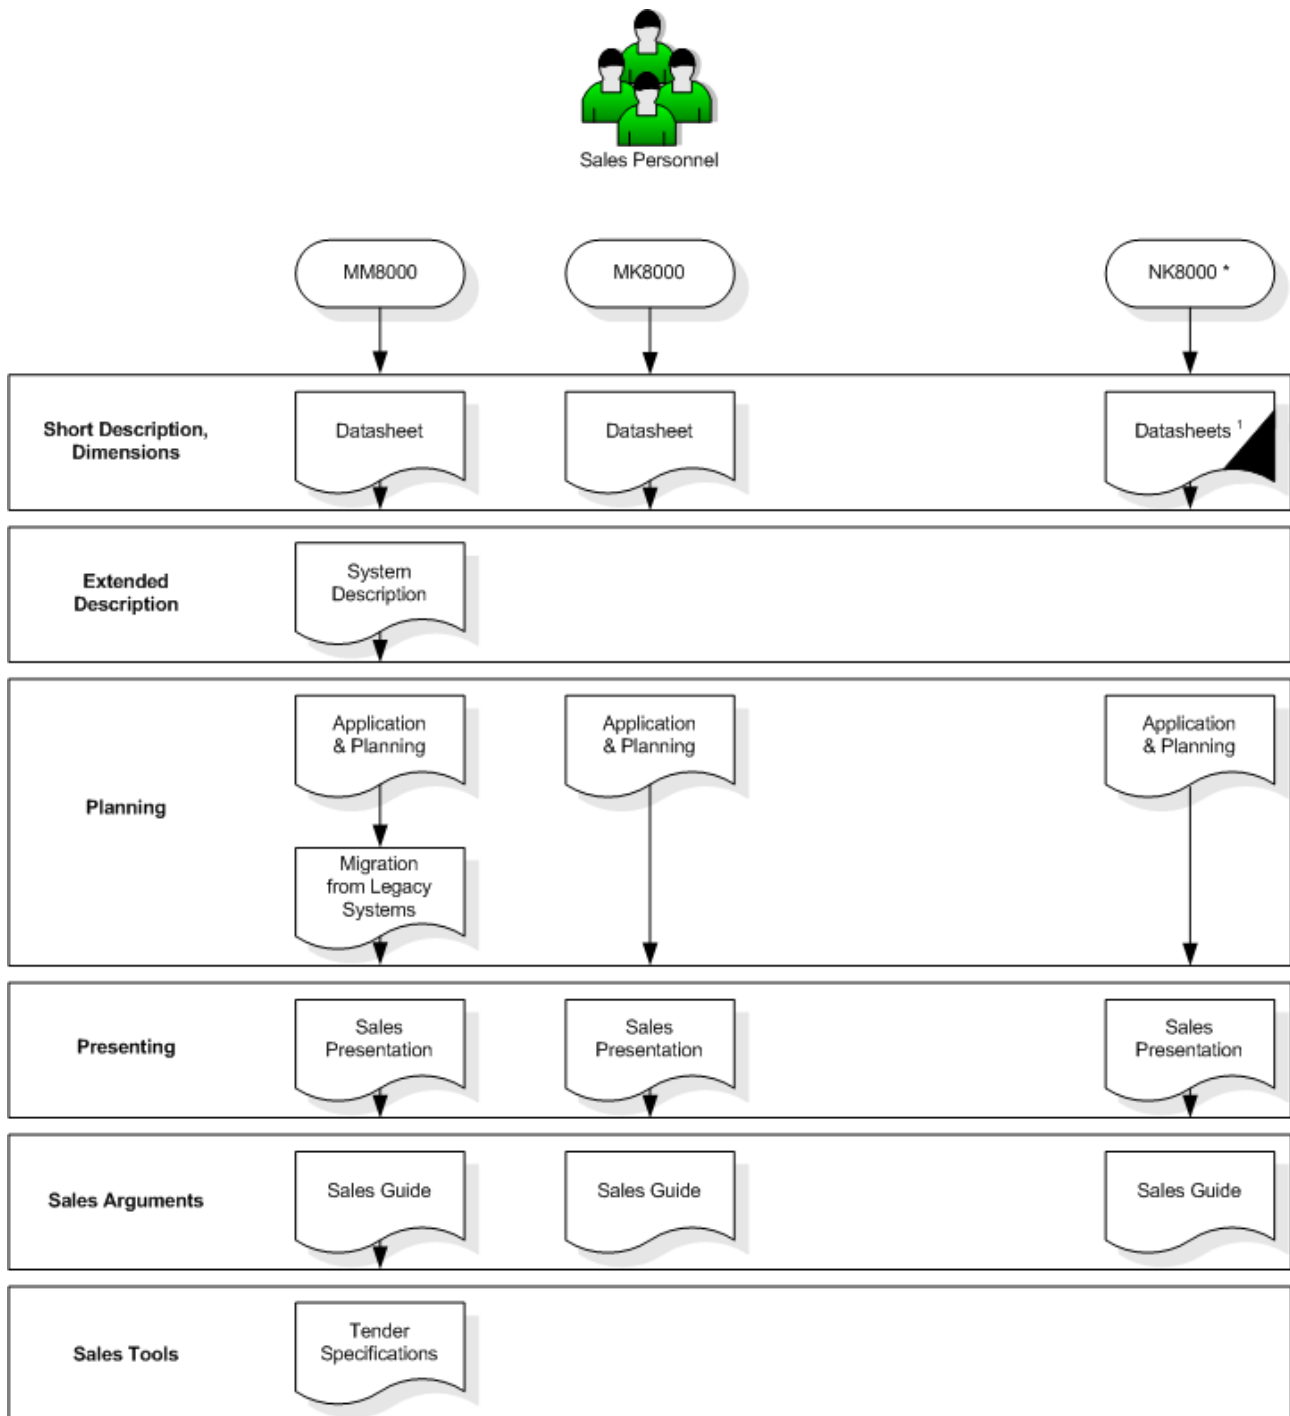 Sales Personnel
MM8000
MK8000
NK8000 *
Short Description,
Dimensions
Datasheet
Datasheet
Datasheets ¹
Extended
Description
System
Description
Planning
Application
& Planning
Application
& Planning
Application
& Planning
Migration
from Legacy
Systems
Presenting
Sales
Presentation
Sales
Presentation
Sales
Presentation
Sales Arguments
Sales Guide
Sales Guide
Sales Guide
Sales Tools
Tender
Specifications